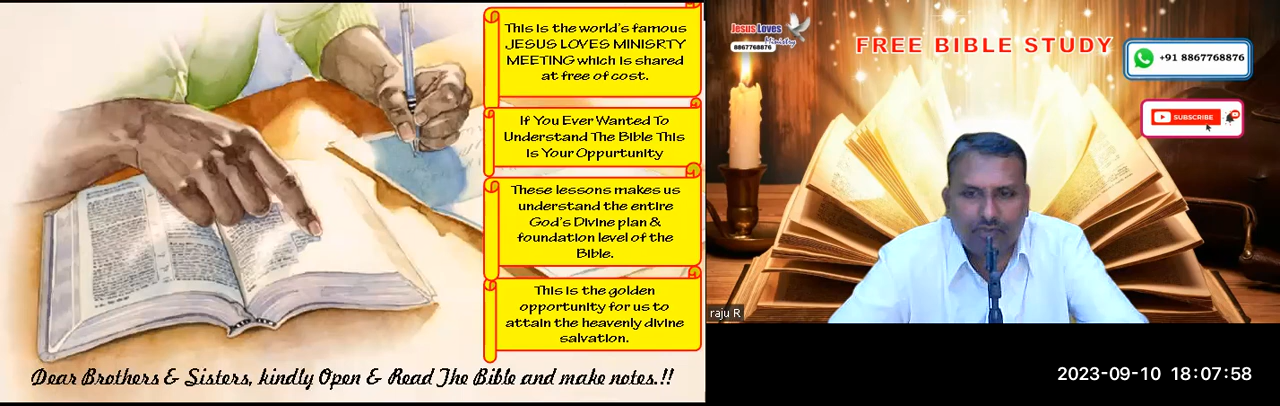 This is the world's famous
JESUS LOVES MINISRTY
MEETING which is shared
at free of cost.
If You Ever Wanted To
Understand The Bible This
is Your Oppurtunity
These lessons makes us
understand the entire
God's Divine plan &
foundation level of the
Bible.
This is the golden
opportunity for us to
attain the heavenly divine
salvation.
Dear Brothers & Sisters, kindly Open & Read The Bible and make notes.!!
Jesus Loves
Ministry
8867768876
FREE BIBLE STUDY
+91 8867768876
SUBSCRIBE
raju R
2023-09-10 18:07:58